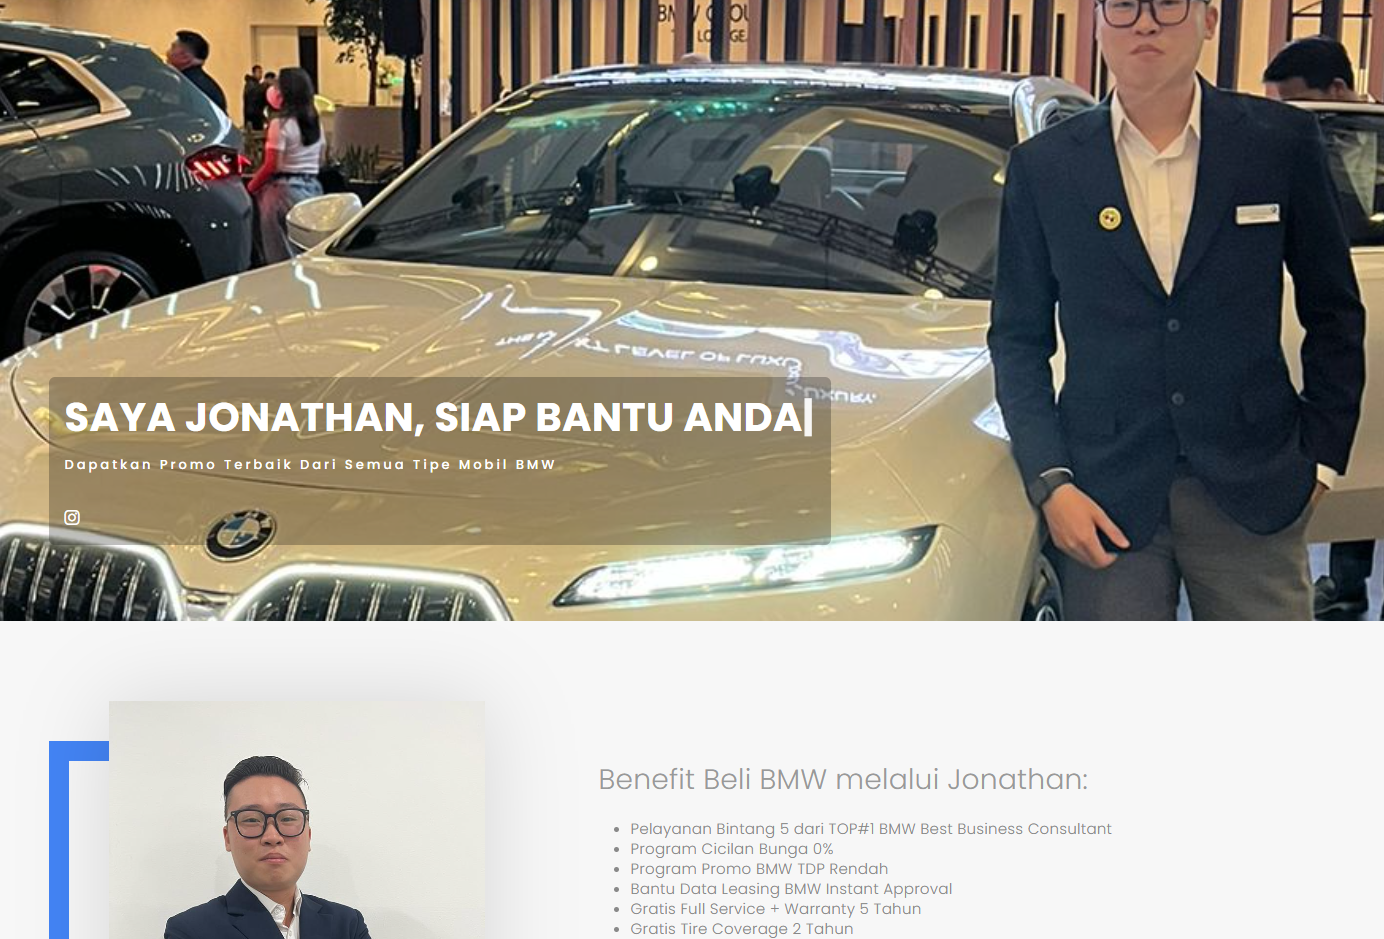 SAYA JONATHAN, SIAP BANTU ANDA|
Dapatkan Promo Terbaik Dari Semua Tipe Mobil BMW
Benefit Beli BMW melalui Jonathan:
Pelayanan Bintang 5 dari TOP#1 BMW Best Business Consultant
Program Cicilan Bunga 0%
Program Promo BMW TDP Rendah
Bantu Data Leasing BMW Instant Approval
Gratis Full Service + Warranty 5 Tahun
Gratis Tire Coverage 2 Tahun